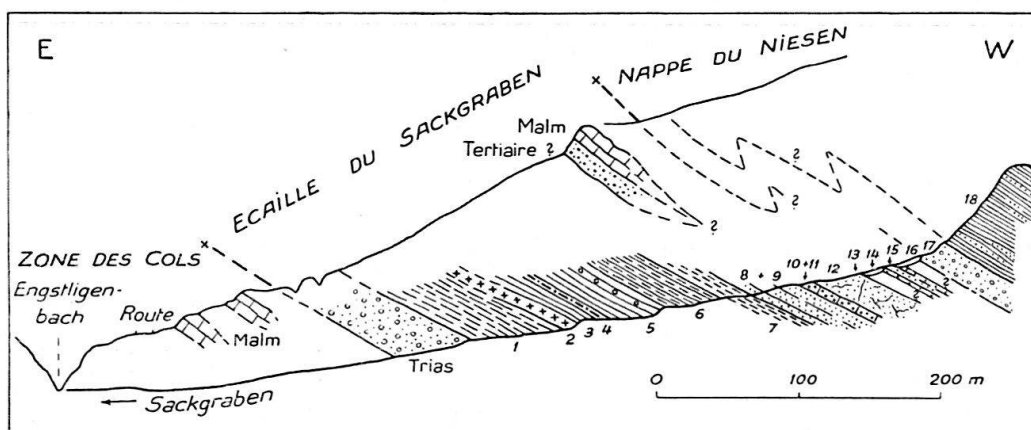 E
W
NAPPE DU NIESEN
ECAILLE DU SACKGRABEN
Malm
Tertiaire ?
?
?
?
?
18
ZONE DES COLS
Engstligen-
bach
Route
Malm
Trias
1
2
3
4
5
6
7
8 + 9
10+11
12
13
14
15
16
17
?
?
0 100 200 m
← Sackgraben